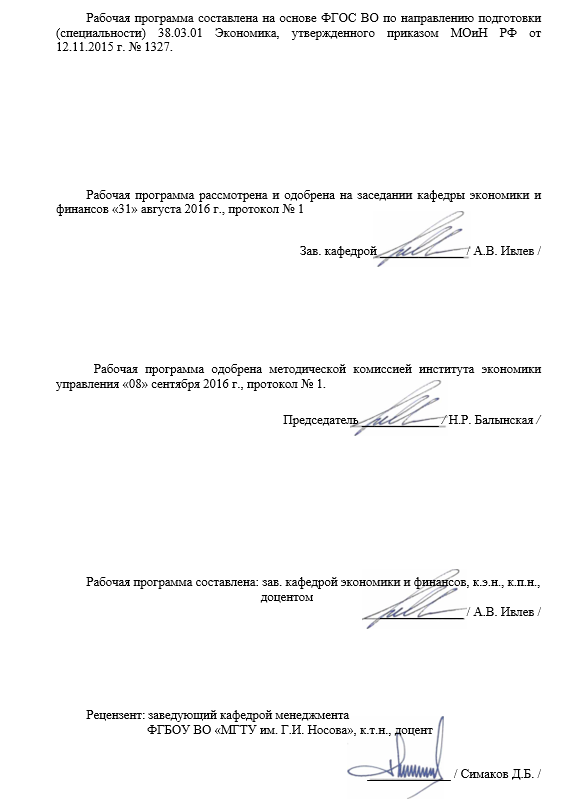 Рабочая программа составлена на основе ФГОС ВО по направлению подготовки
(специальности) 38.03.01 Экономика, утвержденного приказом МОиН РФ от
12.11.2015 г. № 1327.
Рабочая программа рассмотрена и одобрена на заседании кафедры экономики и
финансов «31» августа 2016 г., протокол № 1
Зав. кафедрой _____________ / А.В. Ивлев /
Рабочая программа одобрена методической комиссией института экономики
управления «08» сентября 2016 г., протокол № 1.
Председатель _____________ / Н.Р. Балынская /
Рабочая программа составлена: зав. кафедрой экономики и финансов, к.э.н., к.п.н.,
доцентом
_____________ / А.В. Ивлев /
Рецензент: заведующий кафедрой менеджмента
ФГБОУ ВО «МГТУ им. Г.И. Носова», к.т.н., доцент
_____________ / Симаков Д.Б. /